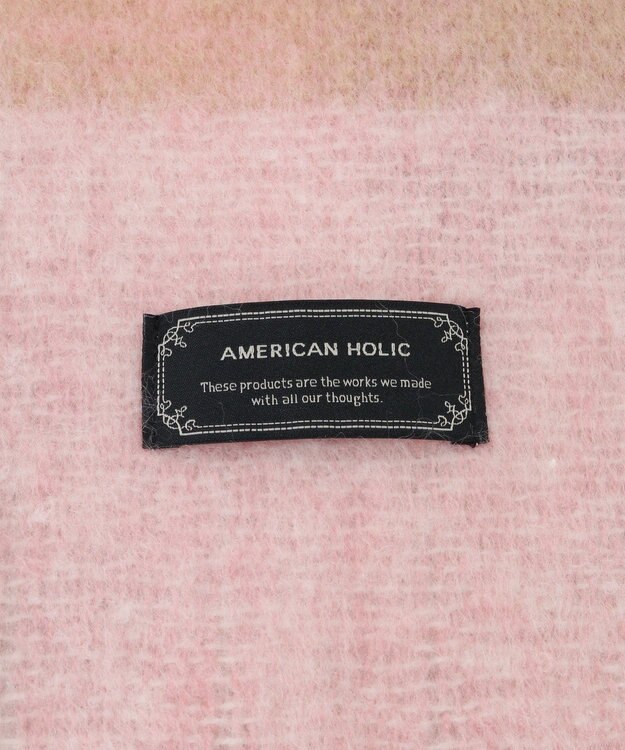 AMERICAN HOLIC
These products are the works we made
with all our thoughts.